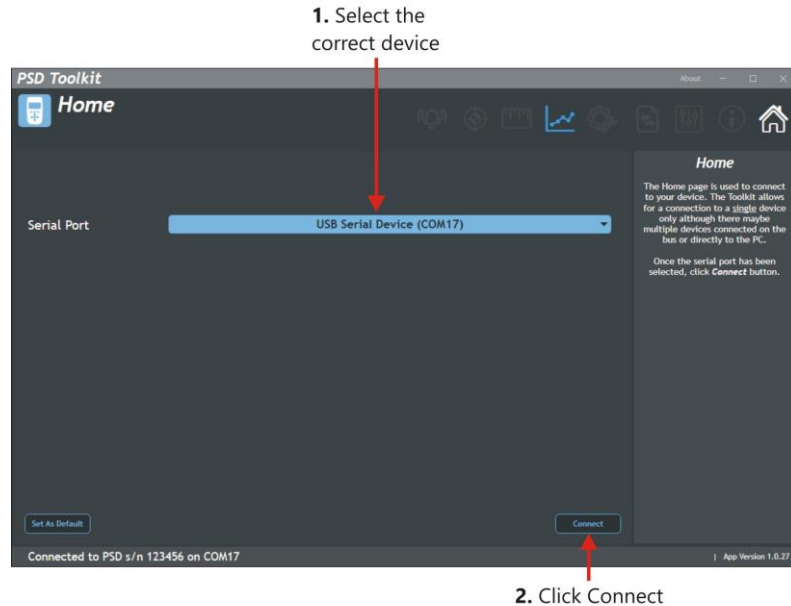 1. Select the
correct device
PSD Toolkit
About
Home
Home
The Home page is used to connect
to your device. The Toolkit allows
for a connection to a single device
only although there maybe
multiple devices connected on the
bus or directly to the PC.
Once the serial port has been
selected, click Connect button.
Serial Port
USB Serial Device (COM17)
Set As Default
Connect
Connected to PSD s/n 123456 on COM17
| App Version 1.0.27
2. Click Connect